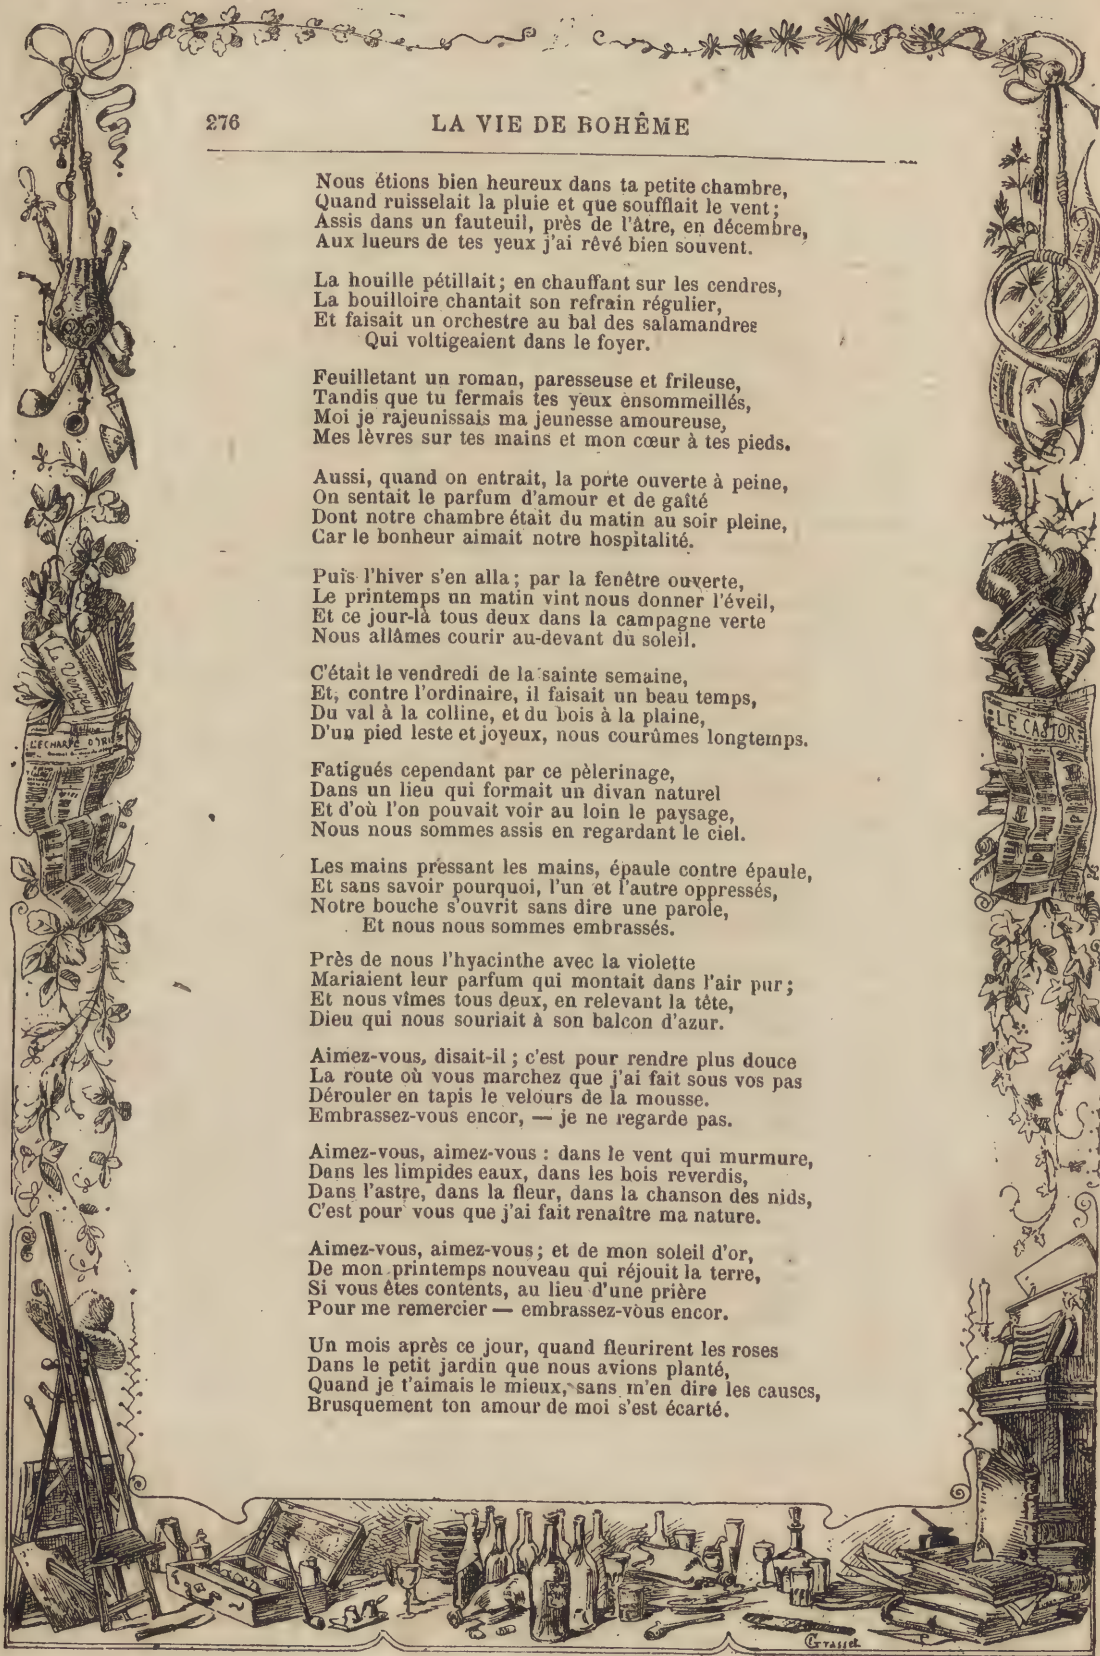 276
LA VIE DE BOHÊME
Nous étions bien heureux dans ta petite chambre,
Quand ruisselait la pluie et que soufflait le vent;
Assis dans un fauteuil, près de l'âtre, en décembre,
Aux lueurs de tes yeux j'ai rêvé bien souvent.
La houille pétillait; en chauffant sur les cendres,
La bouilloire chantait son refrain régulier,
Et faisait un orchestre au bal des salamandres
Qui voltigeaient dans le foyer.
Feuilletant un roman, paresseuse et frileuse,
Tandis que tu fermais tes yeux ensommeillés,
Moi je rajeunissais ma jeunesse amoureuse,
Mes lèvres sur tes mains et mon cœur à tes pieds.
Aussi, quand on entrait, la porte ouverte à peine,
On sentait le parfum d'amour et de gaîté
Dont notre chambre était du matin au soir pleine,
Car le bonheur aimait notre hospitalité.
Puis l'hiver s'en alla; par la fenêtre ouverte,
Le printemps un matin vint nous donner l'éveil,
Et ce jour-là tous deux dans la campagne verte
Nous allâmes courir au-devant du soleil.
C'était le vendredi de la sainte semaine,
Et, contre l'ordinaire, il faisait un beau temps,
Du val à la colline, et du bois à la plaine,
D'un pied leste et joyeux, nous courûmes longtemps.
Fatigués cependant par ce pèlerinage,
Dans un lieu qui formait un divan naturel
Et d'où l'on pouvait voir au loin le paysage,
Nous nous sommes assis en regardant le ciel.
Les mains pressant les mains, épaule contre épaule,
Et sans savoir pourquoi, l'un et l'autre oppressés,
Notre bouche s'ouvrit sans dire une parole,
Et nous nous sommes embrassés.
Près de nous l'hyacinthe avec la violette
Mariaient leur parfum qui montait dans l'air pur;
Et nous vîmes tous deux, en relevant la tête,
Dieu qui nous souriait à son balcon d'azur.
Aimez-vous, disait-il; c'est pour rendre plus douce
La route où vous marchez que j'ai fait sous vos pas
Dérouler en tapis le velours de la mousse.
Embrassez-vous encor, — je ne regarde pas.
Aimez-vous, aimez-vous : dans le vent qui murmure,
Dans les limpides eaux, dans les bois reverdis,
Dans l'astre, dans la fleur, dans la chanson des nids,
C'est pour vous que j'ai fait renaître ma nature.
Aimez-vous, aimez-vous; et de mon soleil d'or,
De mon printemps nouveau qui réjouit la terre,
Si vous êtes contents, au lieu d'une prière
Pour me remercier — embrassez-vous encor.
Un mois après ce jour, quand fleurirent les roses
Dans le petit jardin que nous avions planté,
Quand je t'aimais le mieux, sans m'en dire les causes,
Brusquement ton amour de moi s'est écarté.
Le Venge
L'ECHARPE D'IRIS
LE CASTOR
Grasset